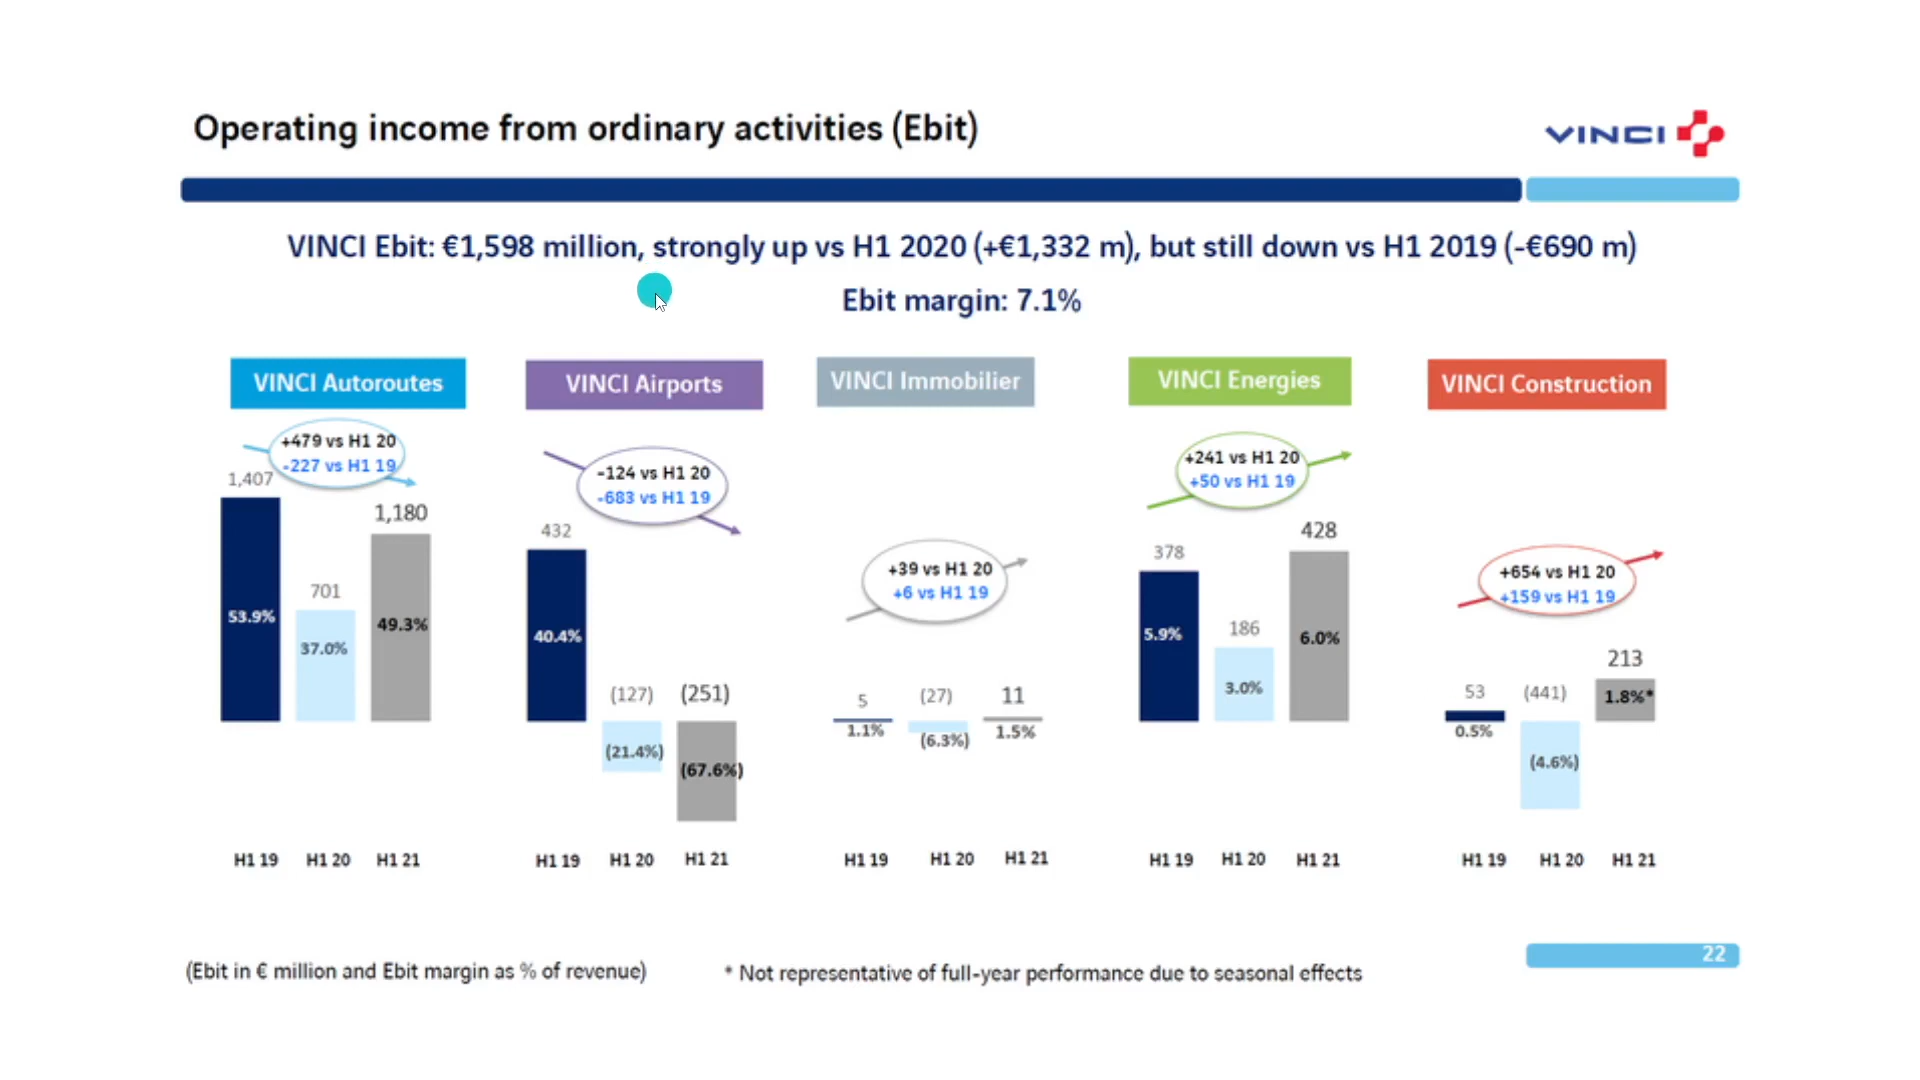 Operating income from ordinary activities (Ebit)
VINCI
VINCI Ebit: €1,598 million, strongly up vs H1 2020 (+€1,332 m), but still down vs H1 2019 (-€690 m)
Ebit margin: 7.1%
VINCI Autoroutes
+479 vs H1 20
-227 vs H1 19
1,407
701
1,180
53.9%
37.0%
49.3%
H1 19 H1 20 H1 21
VINCI Airports
-124 vs H1 20
-683 vs H1 19
432
(127)
(251)
40.4%
(21.4%)
(67.6%)
H1 19 H1 20 H1 21
VINCI Immobilier
+39 vs H1 20
+6 vs H1 19
5
(27)
11
1.1%
(6.3%)
1.5%
H1 19 H1 20 H1 21
VINCI Energies
+241 vs H1 20
+50 vs H1 19
378
186
428
5.9%
3.0%
6.0%
H1 19 H1 20 H1 21
VINCI Construction
+654 vs H1 20
+159 vs H1 19
53
(441)
213
0.5%
(4.6%)
1.8%*
H1 19 H1 20 H1 21
(Ebit in € million and Ebit margin as % of revenue)
* Not representative of full-year performance due to seasonal effects
22